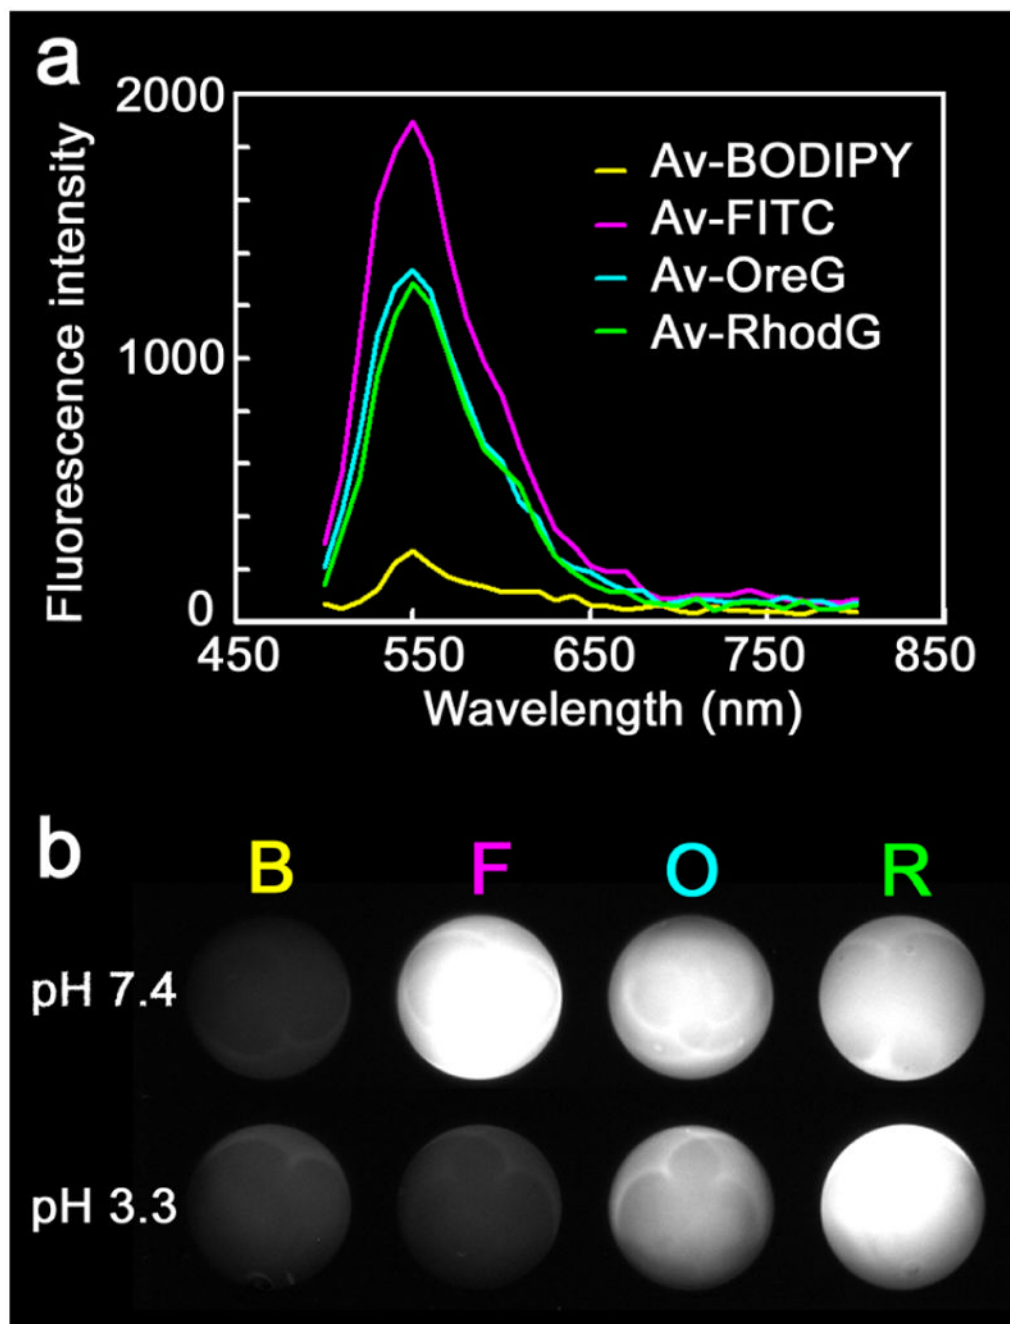 a
2000
1000
0
Fluorescence intensity
Av-BODIPY
Av-FITC
Av-OreG
Av-RhodG
450 550 650 750 850
Wavelength (nm)
b
B F O R
pH 7.4
pH 3.3